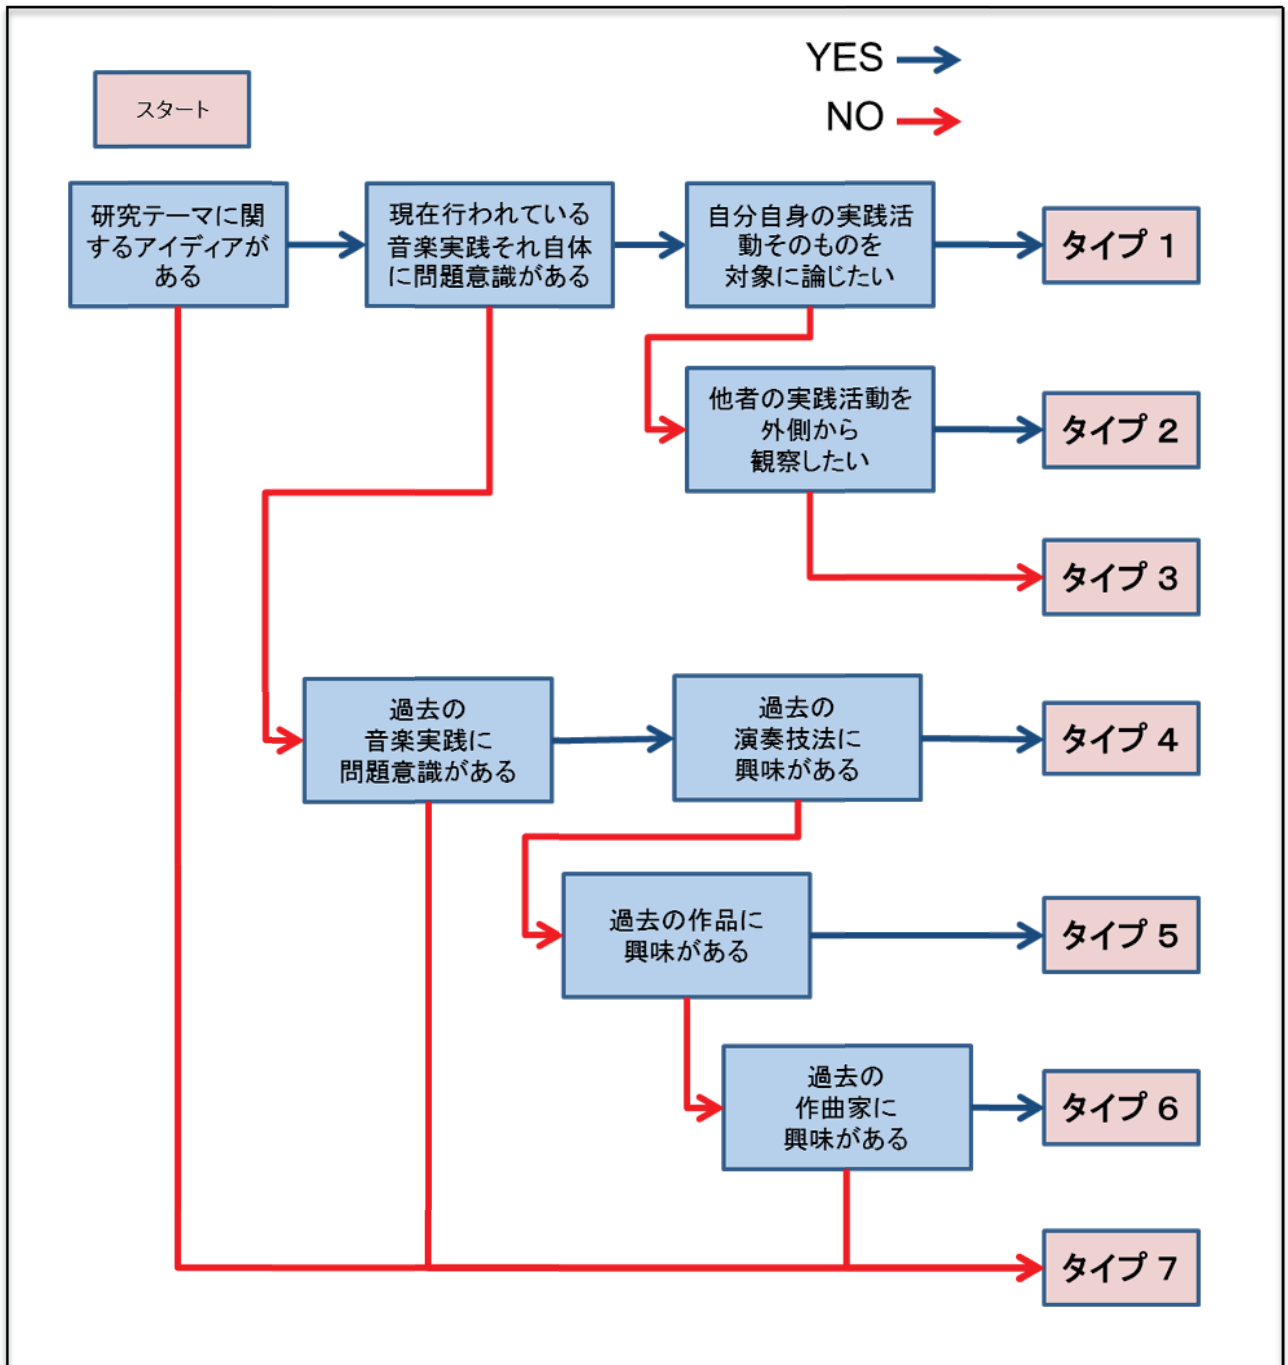 YES
NO
スタート
研究テーマに関
するアイディアが
ある
現在行われている
音楽実践それ自体
に問題意識がある
自分自身の実践活
動そのものを
対象に論じたい
タイプ 1
他者の実践活動を
外側から
観察したい
タイプ 2
タイプ 3
過去の
音楽実践に
問題意識がある
過去の
演奏技法に
興味がある
タイプ 4
過去の作品に
興味がある
タイプ 5
過去の
作曲家に
興味がある
タイプ 6
タイプ 7